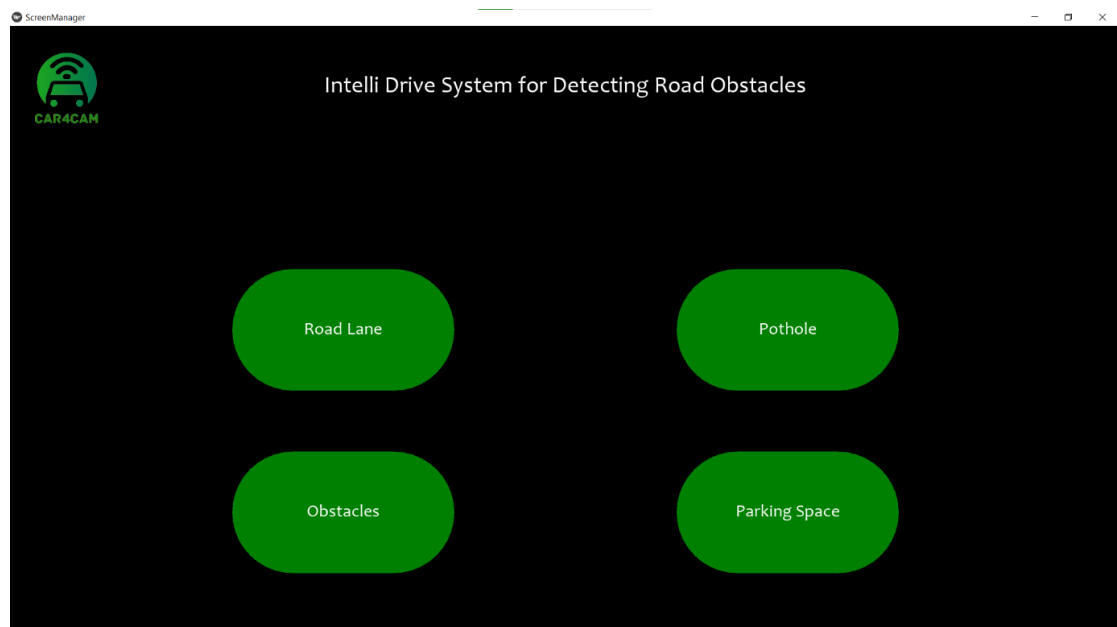 ScreenManager
Intelli Drive System for Detecting Road Obstacles
CAR4CAM
Road Lane
Pothole
Obstacles
Parking Space